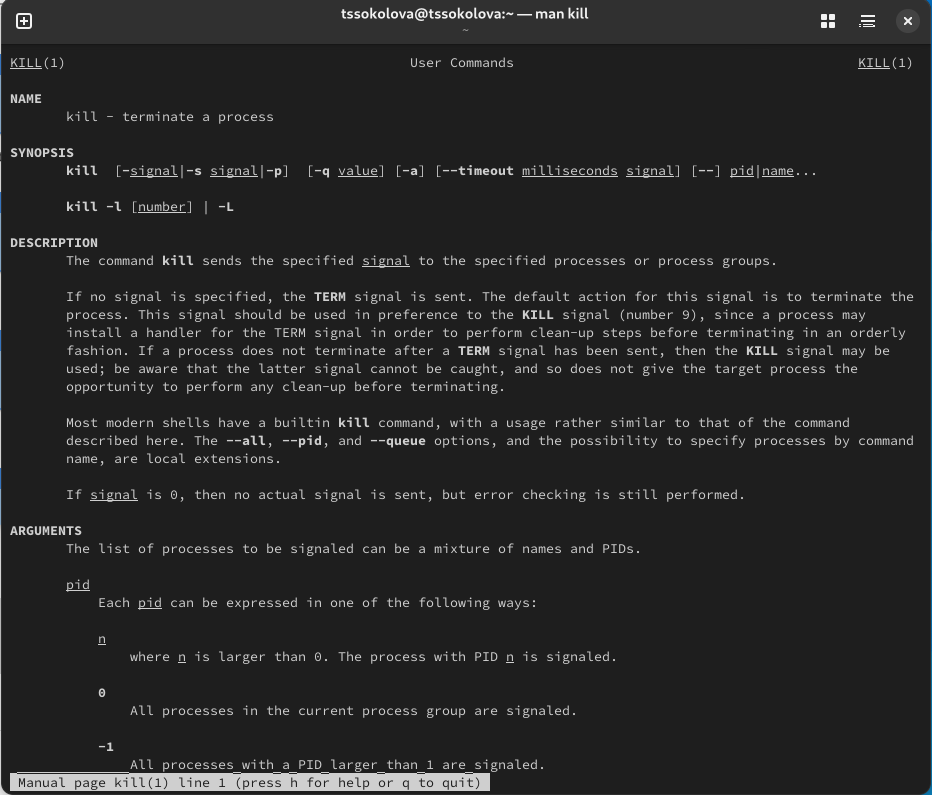 tssokolova@tssokolova:~ — man kill
~
KILL(1) User Commands KILL(1)
NAME
kill - terminate a process
SYNOPSIS
kill [-signal|-s signal|-p] [-q value] [-a] [--timeout milliseconds signal] [--] pid|name...
kill -l [number] | -L
DESCRIPTION
The command kill sends the specified signal to the specified processes or process groups.
If no signal is specified, the TERM signal is sent. The default action for this signal is to terminate the
process. This signal should be used in preference to the KILL signal (number 9), since a process may
install a handler for the TERM signal in order to perform clean-up steps before terminating in an orderly
fashion. If a process does not terminate after a TERM signal has been sent, then the KILL signal may be
used; be aware that the latter signal cannot be caught, and so does not give the target process the
opportunity to perform any clean-up before terminating.
Most modern shells have a builtin kill command, with a usage rather similar to that of the command
described here. The --all, --pid, and --queue options, and the possibility to specify processes by command
name, are local extensions.
If signal is 0, then no actual signal is sent, but error checking is still performed.
ARGUMENTS
The list of processes to be signaled can be a mixture of names and PIDs.
pid
Each pid can be expressed in one of the following ways:
n
where n is larger than 0. The process with PID n is signaled.
0
All processes in the current process group are signaled.
-1
All processes with a PID larger than 1 are signaled.
Manual page kill(1) line 1 (press h for help or q to quit)